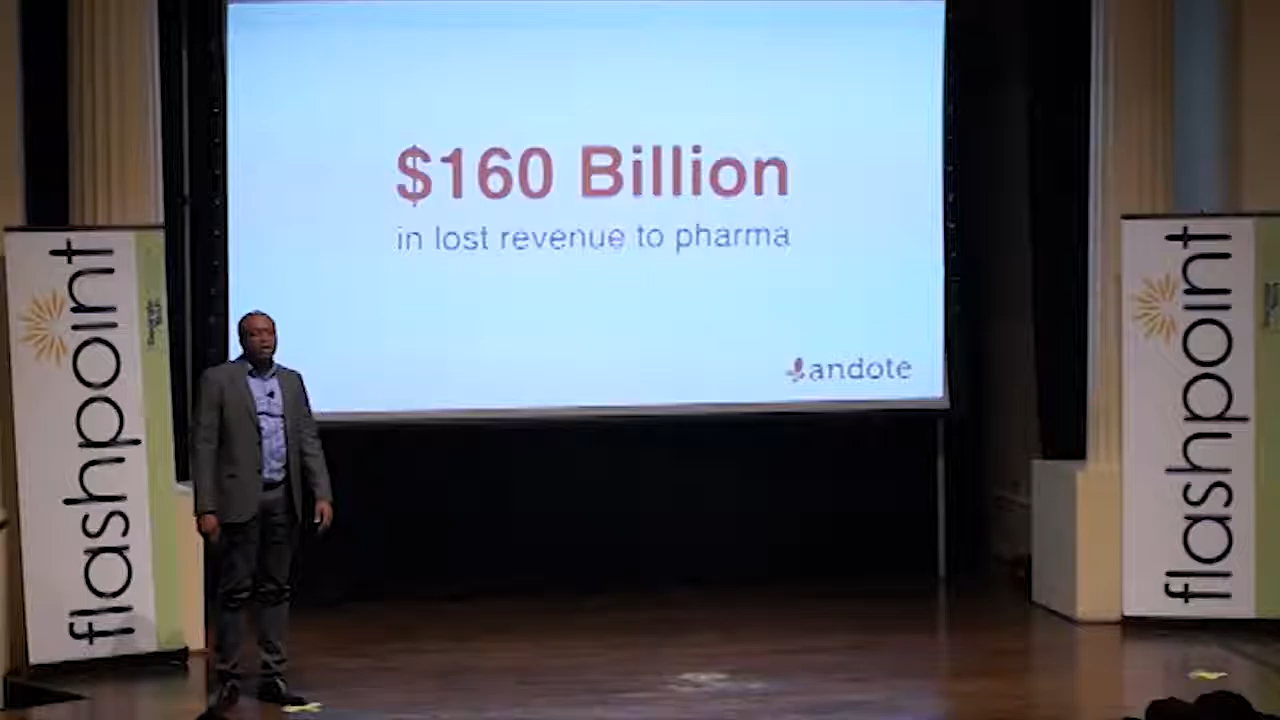 $160 Billion
in lost revenue to pharma
andote
flashpoint
flashpoint